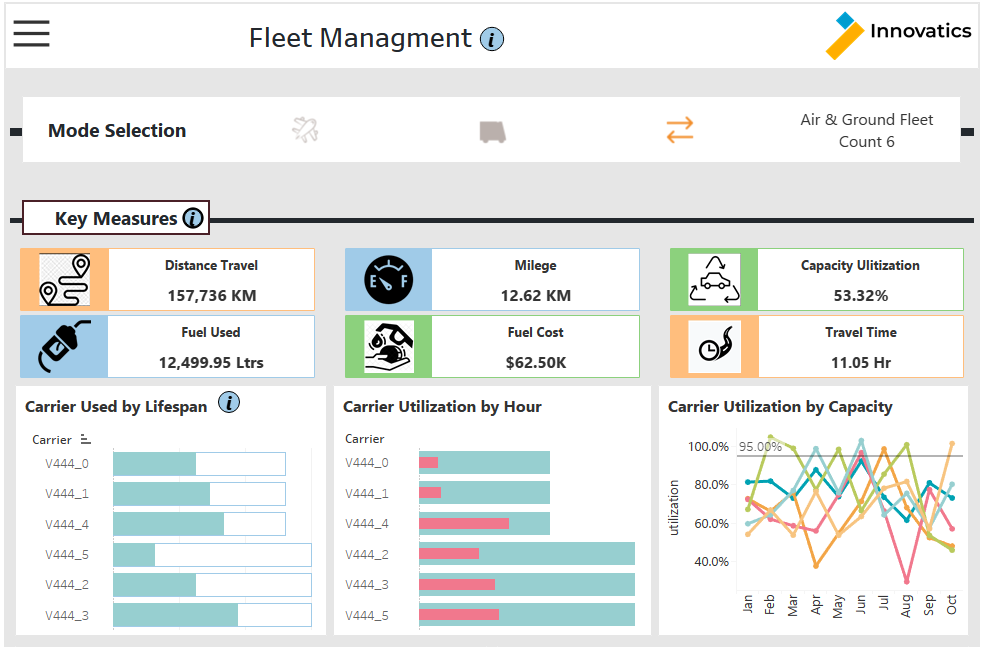 Fleet Managment i
Innovatics
Mode Selection
Air & Ground Fleet
Count 6
Key Measures i
Distance Travel
157,736 KM
Milege
12.62 KM
Capacity Ulitization
53.32%
E F
Fuel Used
12,499.95 Ltrs
Fuel Cost
$62.50K
Travel Time
11.05 Hr
Carrier Used by Lifespan i
Carrier
V444_0
V444_1
V444_4
V444_5
V444_2
V444_3
Carrier Utilization by Hour
Carrier
V444_0
V444_1
V444_4
V444_2
V444_3
V444_5
Carrier Utilization by Capacity
utilization
100.0%
95.00%
80.0%
60.0%
40.0%
Jan
Feb
Mar
Apr
May
Jun
Jul
Aug
Sep
Oct